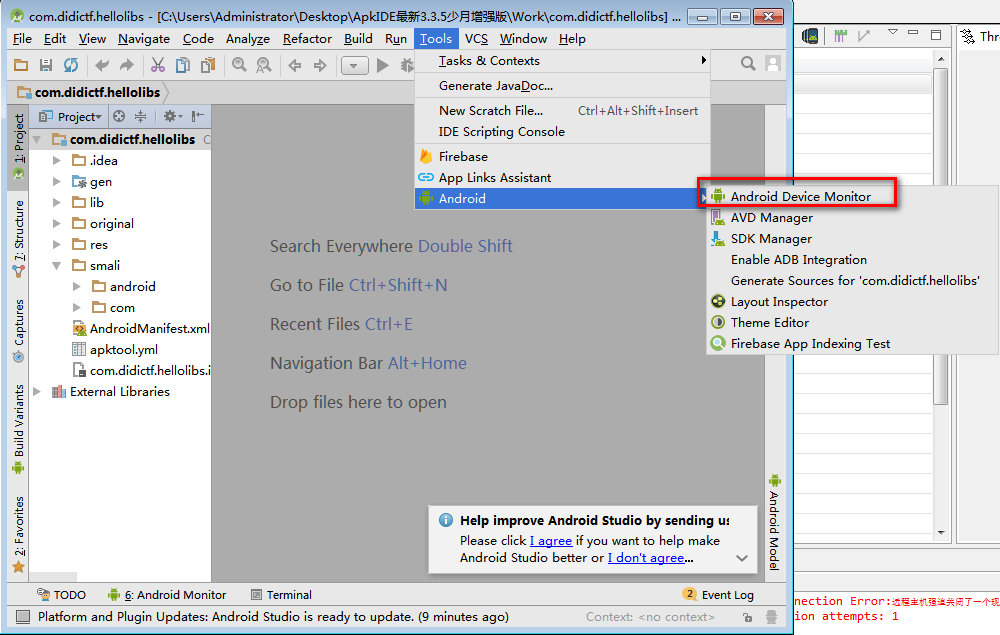 com.didictf.hellolibs - [C:\Users\Administrator\Desktop\ApkIDE最新3.3.5少月增强版\Work\com.didictf.hellolibs] ...
File Edit View Navigate Code Analyze Refactor Build Run Tools VCS Window Help
com.didictf.hellolibs
Project
com.didictf.hellolibs C
.idea
gen
lib
original
res
smali
android
com
AndroidManifest.xml
apktool.yml
com.didictf.hellolibs.i
External Libraries
1: Project
7: Structure
Captures
Build Variants
2: Favorites
Tasks & Contexts
Generate JavaDoc...
New Scratch File... Ctrl+Alt+Shift+Insert
IDE Scripting Console
Firebase
App Links Assistant
Android
Android Device Monitor
AVD Manager
SDK Manager
Enable ADB Integration
Generate Sources for 'com.didictf.hellolibs'
Layout Inspector
Theme Editor
Firebase App Indexing Test
Search Everywhere Double Shift
Go to File Ctrl+Shift+N
Recent Files Ctrl+E
Navigation Bar Alt+Home
Drop files here to open
Android Model
Help improve Android Studio by sending us
Please click I agree if you want to help make
Android Studio better or I don't agree...
TODO 6: Android Monitor Terminal 2 Event Log
Platform and Plugin Updates: Android Studio is ready to update. (9 minutes ago) Context: <no context>
Thr
nection Error:远程主机强迫关闭了一个现
ion attempts: 1